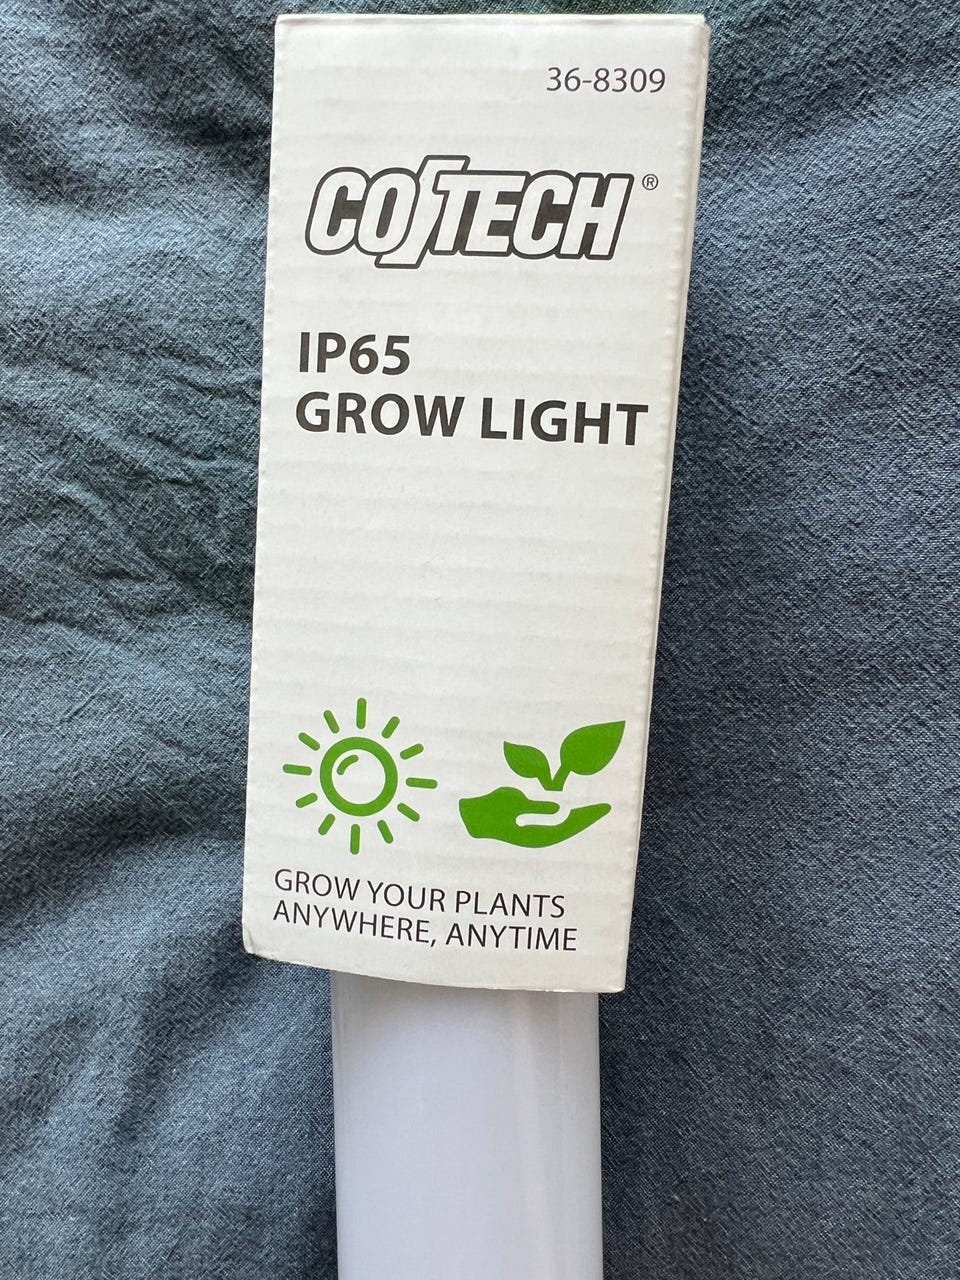 36-8309
COTECH®
IP65
GROW LIGHT
GROW YOUR PLANTS
ANYWHERE, ANYTIME